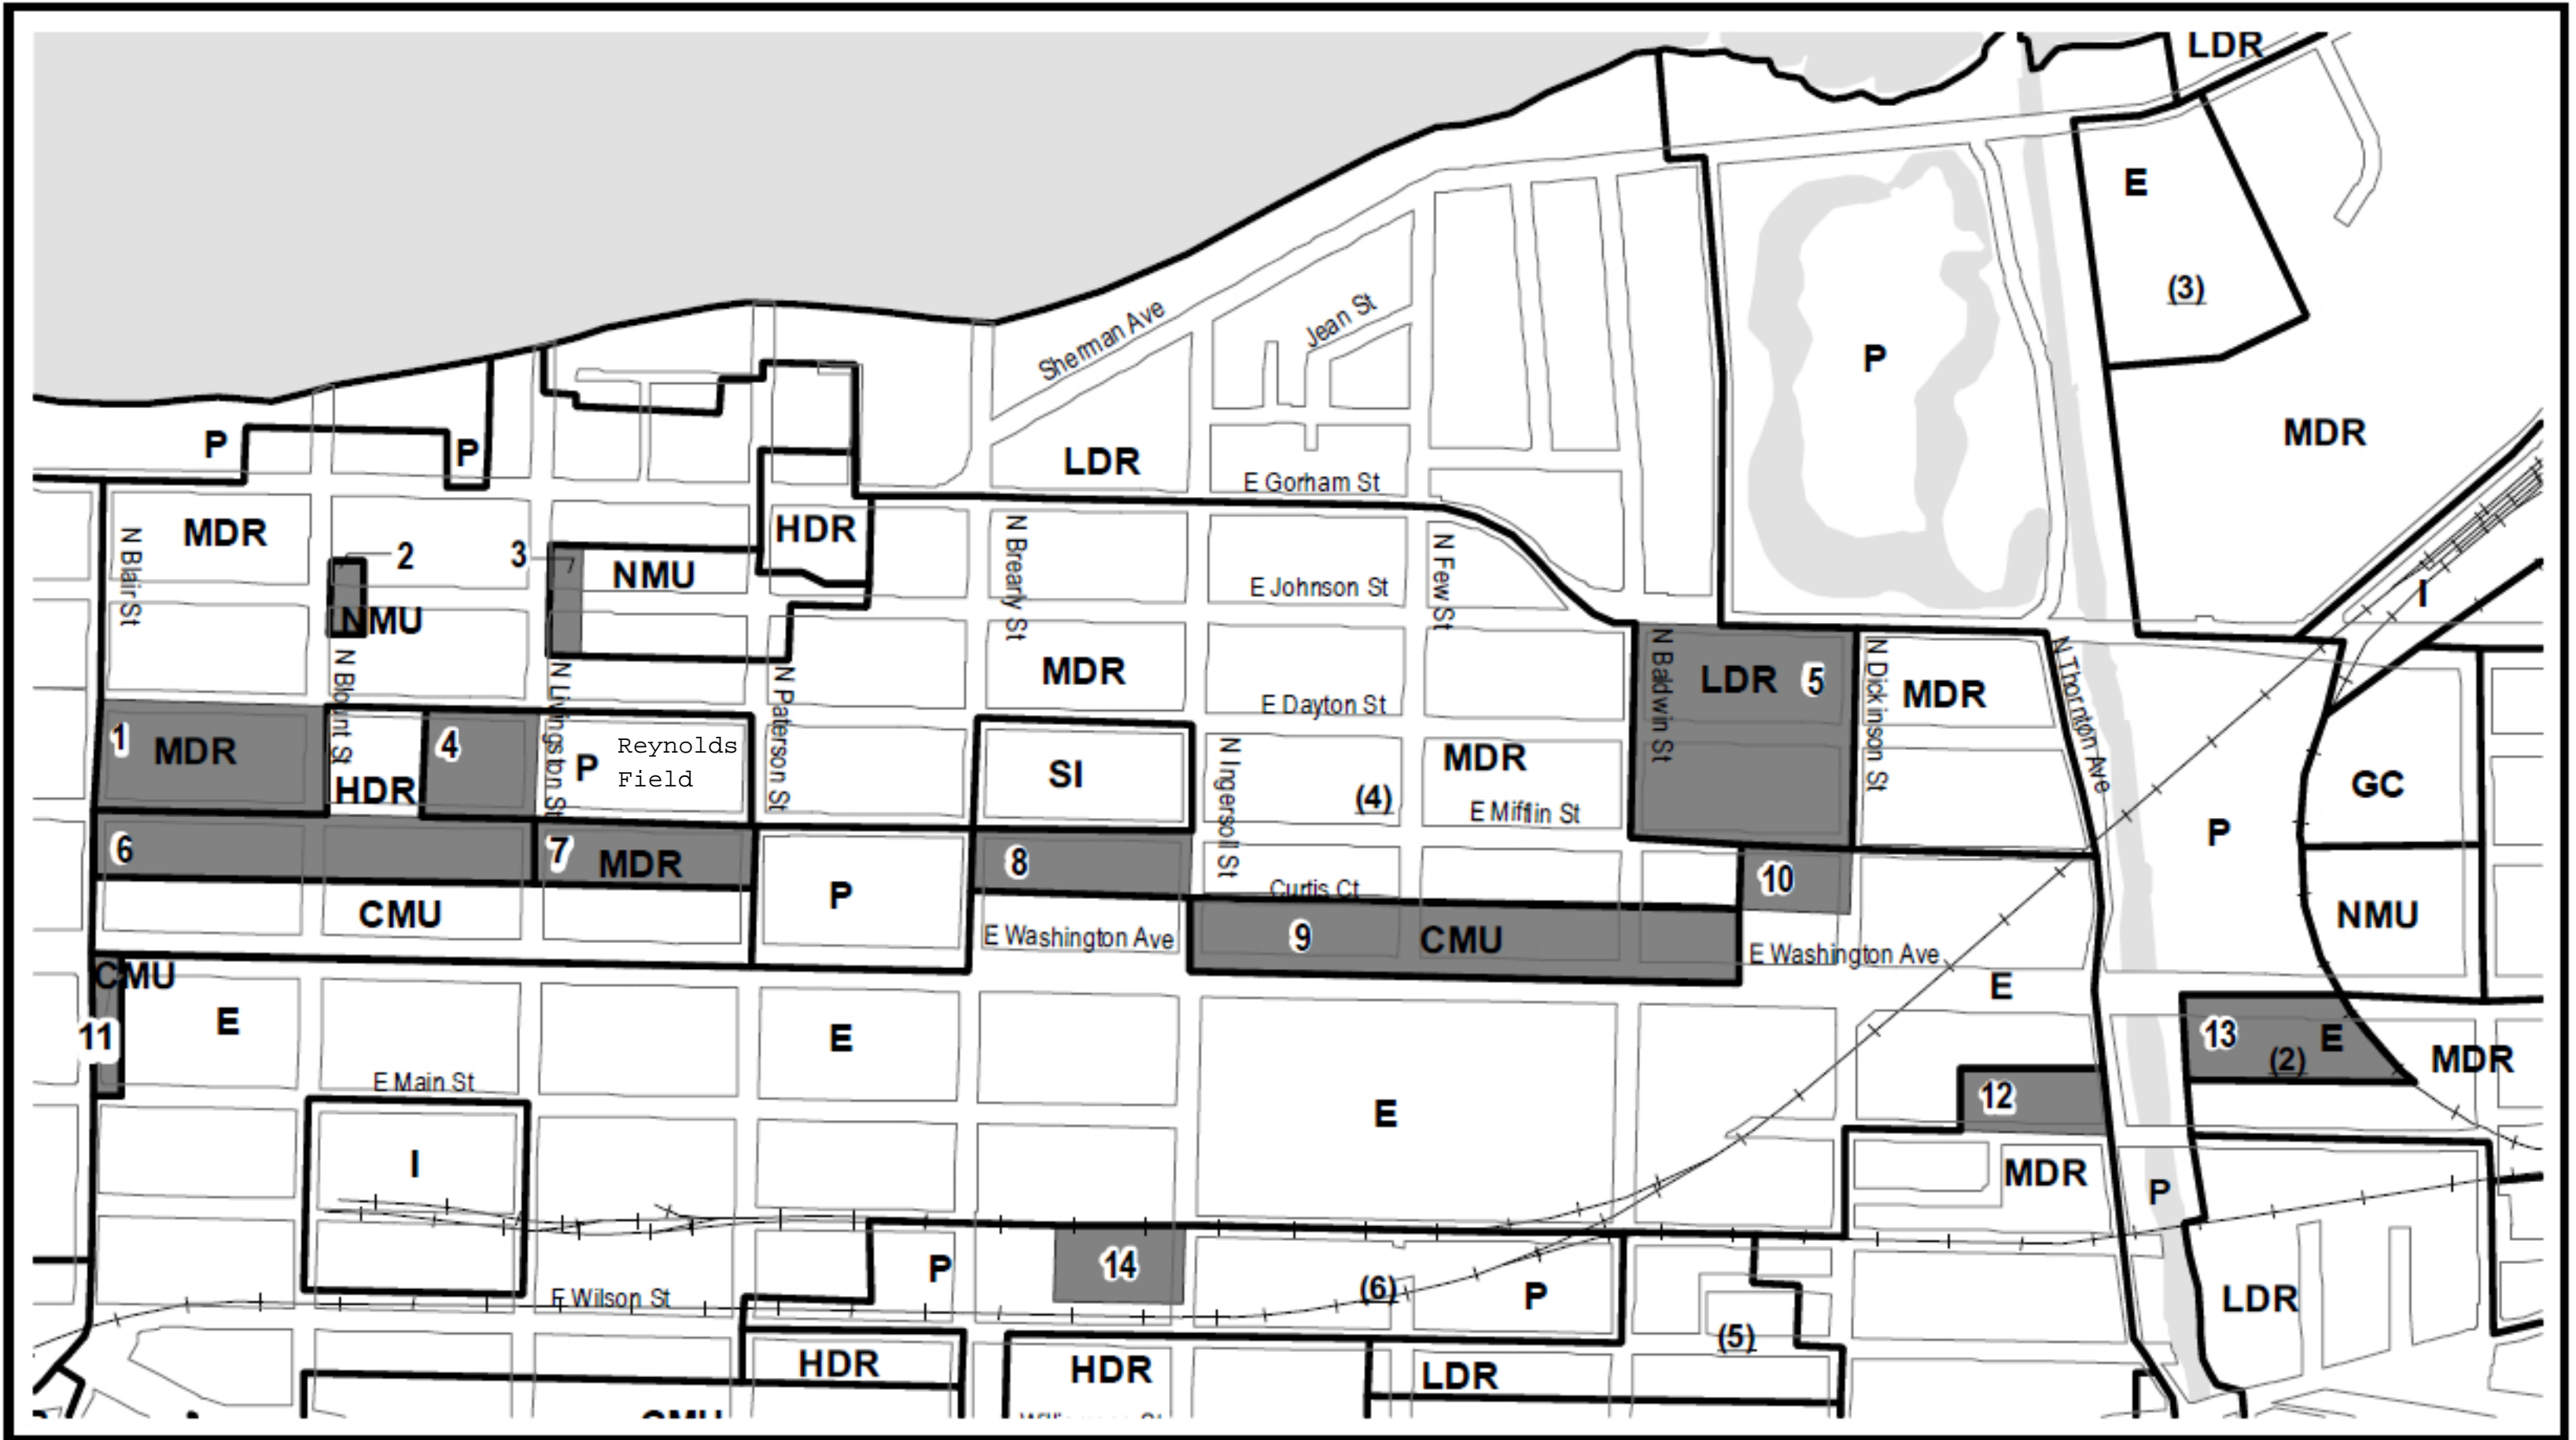 LDR
E
(3)
Sherman Ave
Jean St
P
P
P
LDR
MDR
E Gorham St
MDR
N Blair St
2
3
NMU
HDR
N Brearly St
N Few St
E Johnson St
I
NMU
N Blount St
N Livingston St
N Paterson St
MDR
E Dayton St
N Baldwin St
LDR
5
N Dickinson St
MDR
N Thornton Ave
1
MDR
HDR
4
P
Reynolds
Field
SI
N Ingersoll St
(4)
MDR
E Mifflin St
GC
P
6
7
MDR
P
8
Curtis Ct
10
CMU
E Washington Ave
9
CMU
E Washington Ave
NMU
CMU
11
E
E
E
E
13
(2)
E
MDR
E Main St
12
I
MDR
P
P
14
(6)
P
E Wilson St
(5)
LDR
HDR
HDR
LDR